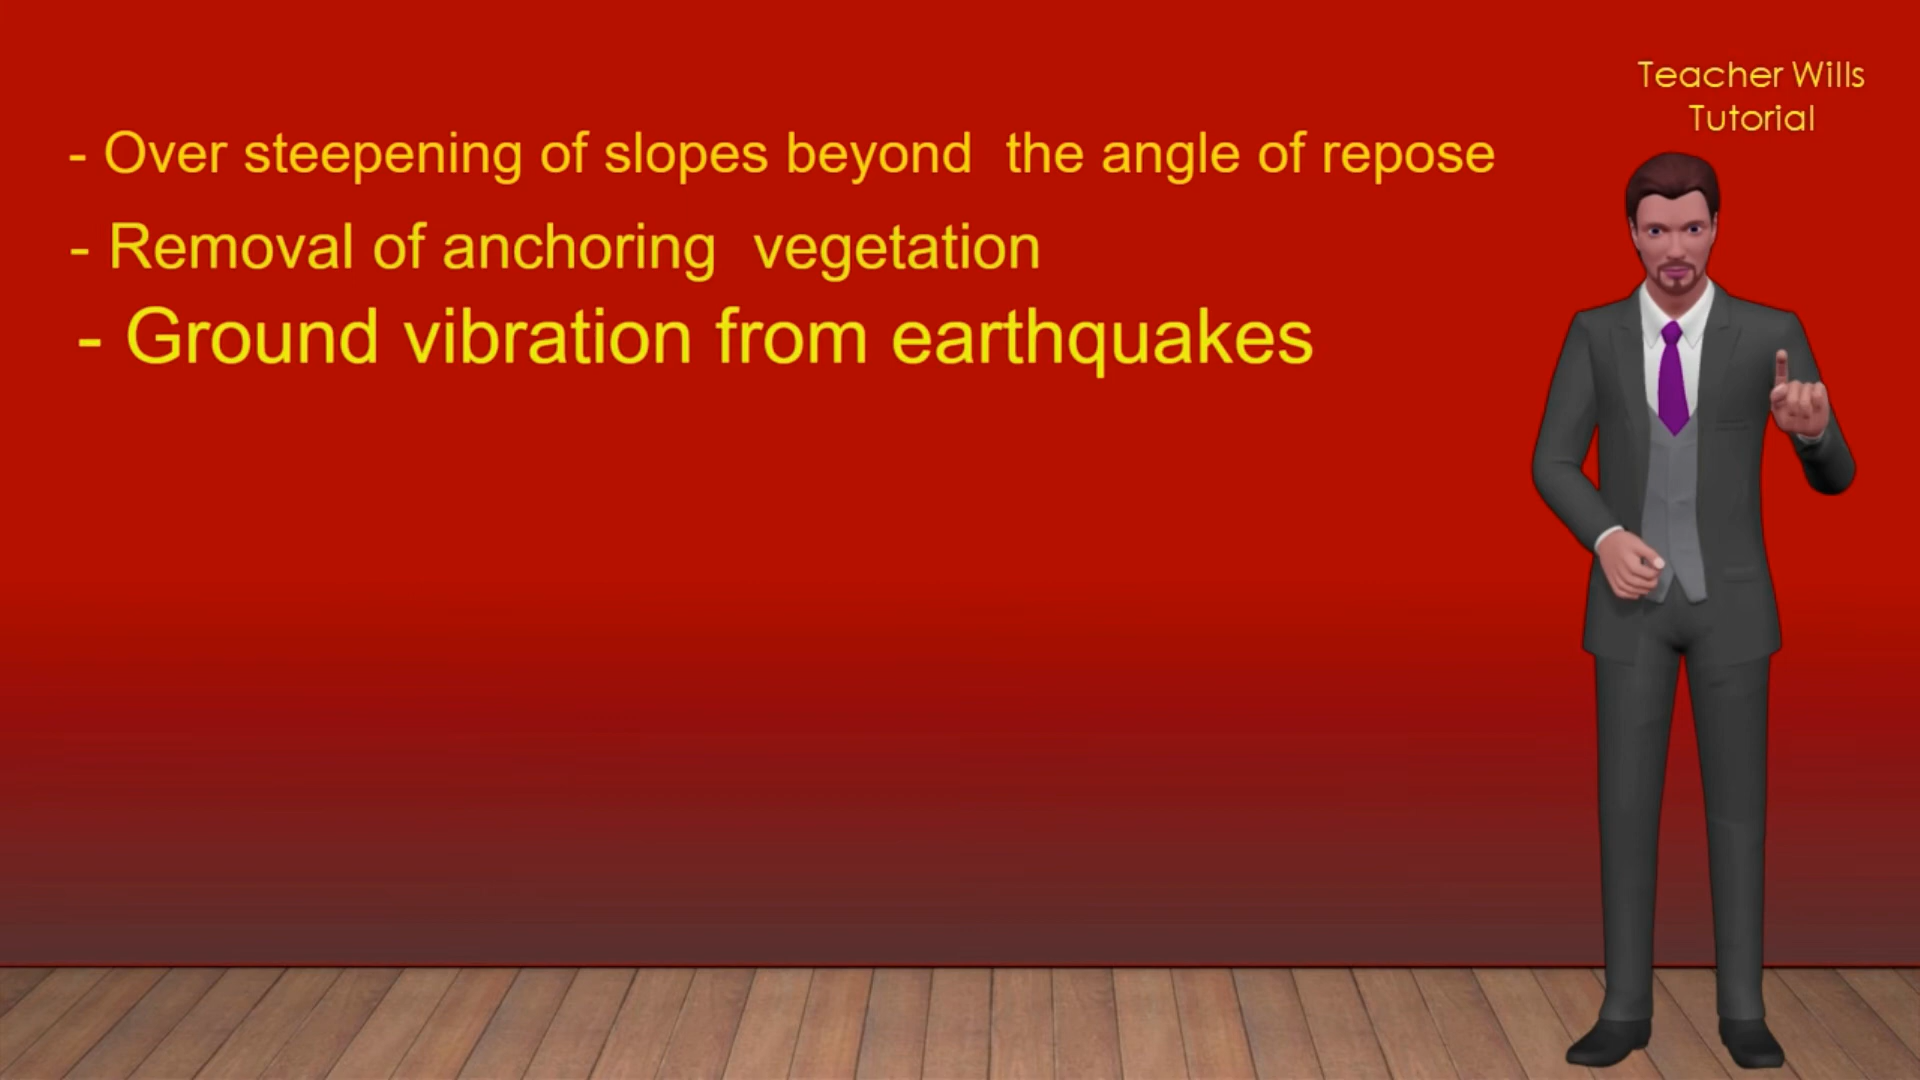 Teacher Wills
Tutorial
- Over steepening of slopes beyond the angle of repose
- Removal of anchoring vegetation
- Ground vibration from earthquakes